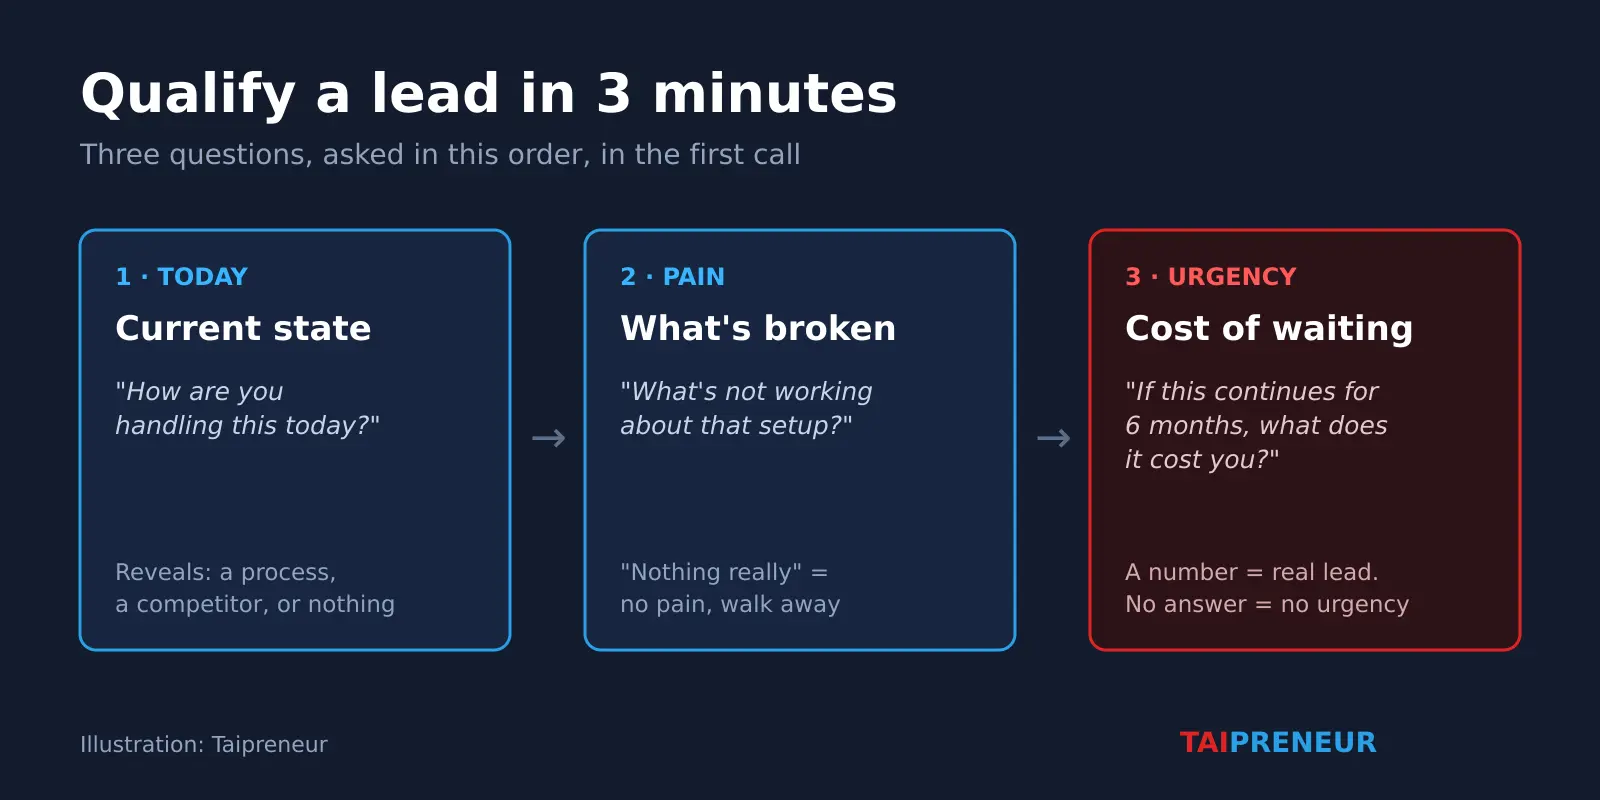 Qualify a lead in 3 minutes
Three questions, asked in this order, in the first call
1 · TODAY
Current state
"How are you
handling this today?"
Reveals: a process,
a competitor, or nothing
→
2 · PAIN
What's broken
"What's not working
about that setup?"
"Nothing really" =
no pain, walk away
→
3 · URGENCY
Cost of waiting
"If this continues for
6 months, what does
it cost you?"
A number = real lead.
No answer = no urgency
Illustration: Taipreneur
TAIPRENEUR